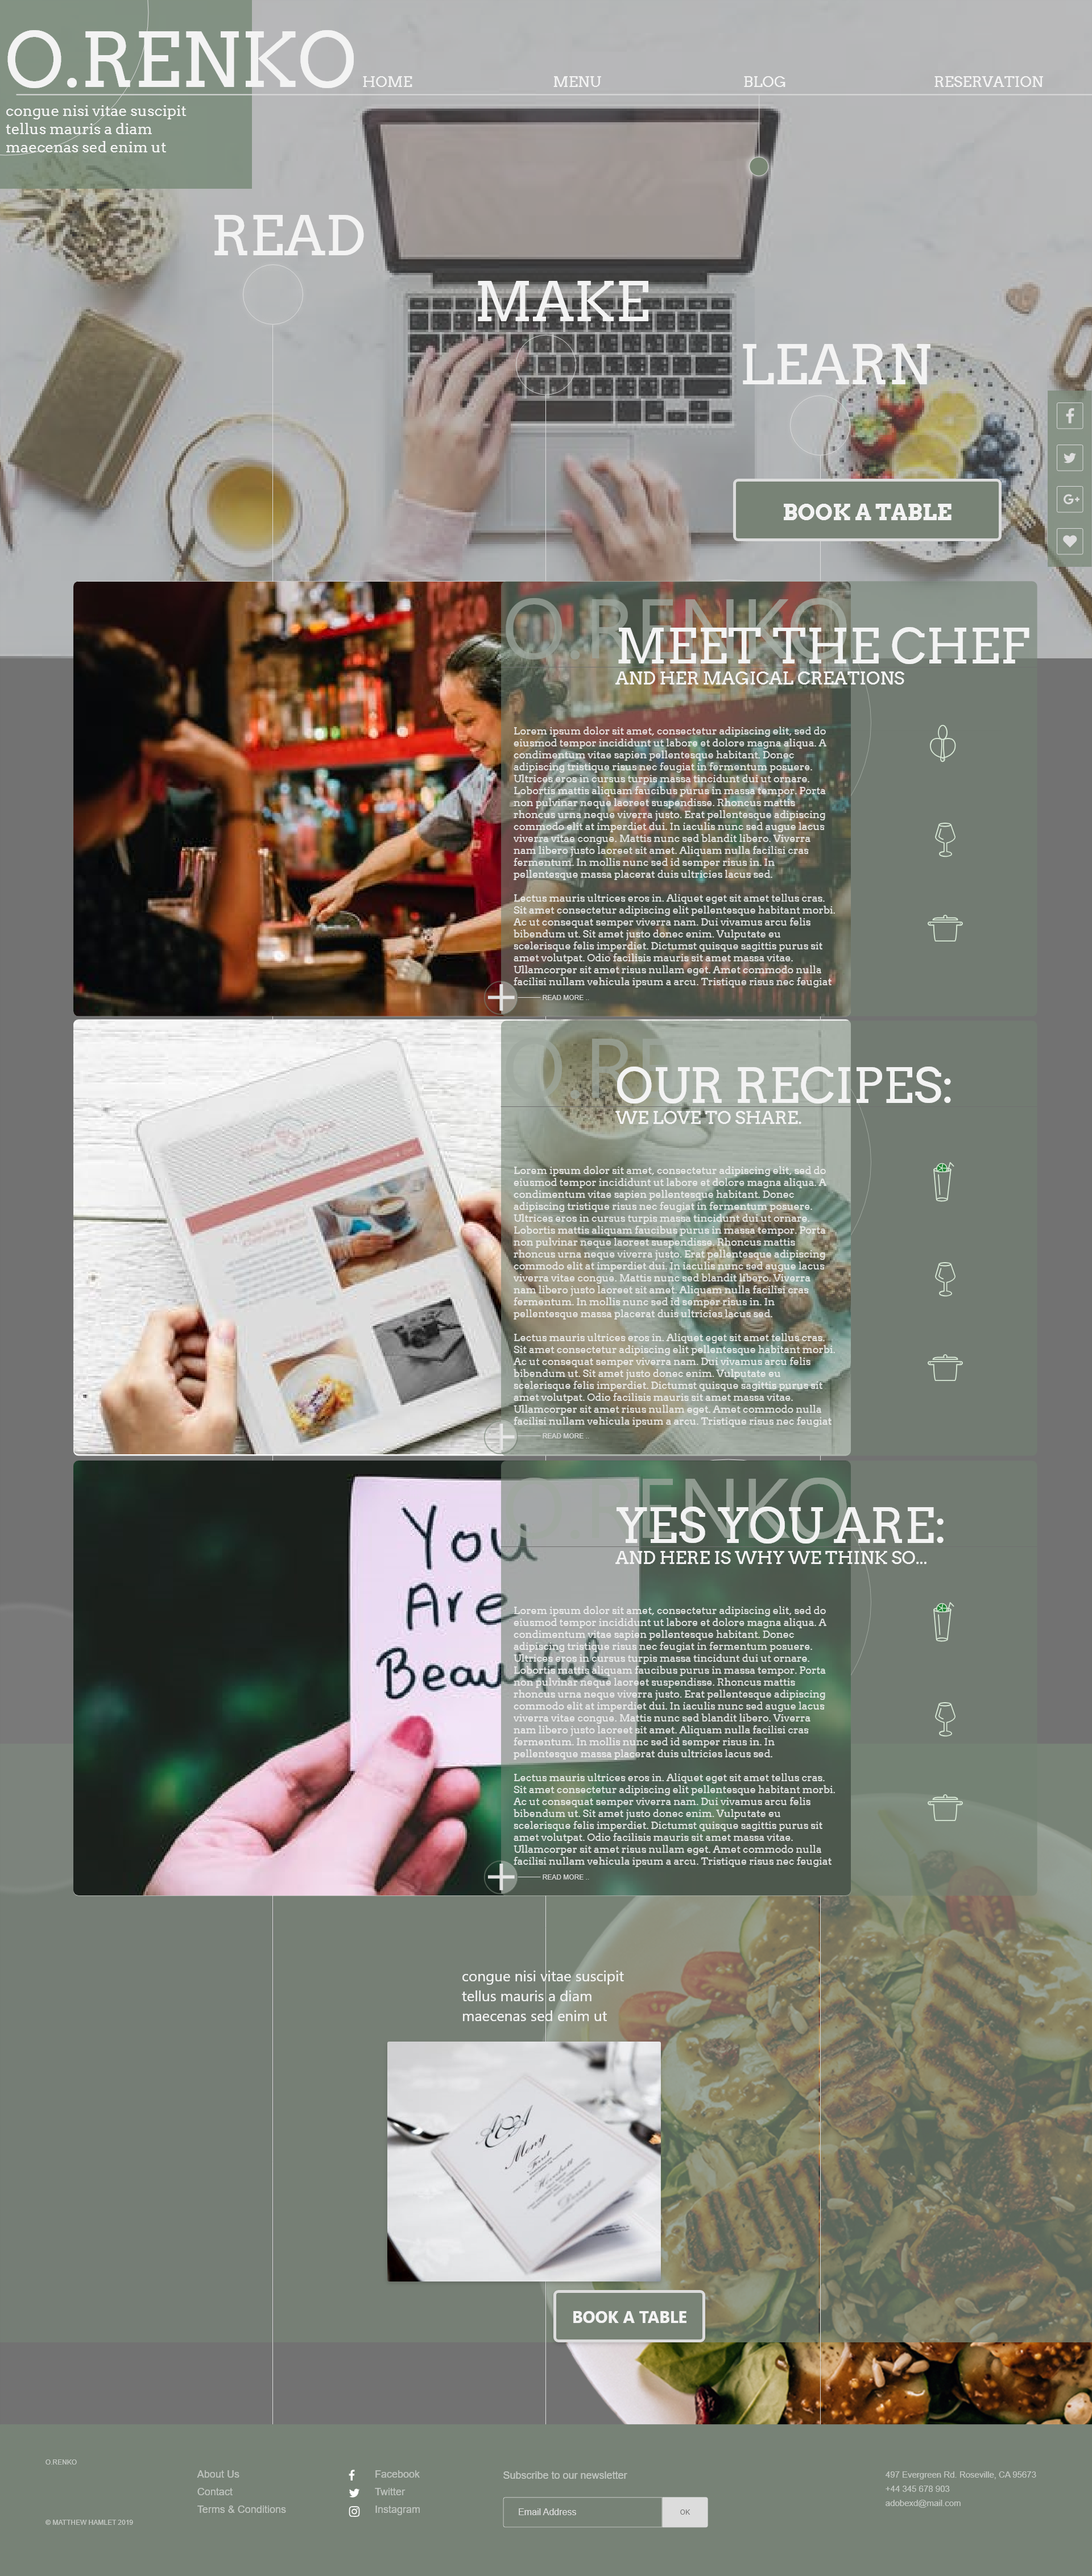 O.RENKO
HOME
MENU
BLOG
RESERVATION
congue nisi vitae suscipit
tellus mauris a diam
maecenas sed enim ut
READ
MAKE
LEARN
BOOK A TABLE
O.RENKO
MEET THE CHEF
AND HER MAGICAL CREATIONS
Lorem ipsum dolor sit amet, consectetur adipiscing elit, sed do
eiusmod tempor incididunt ut labore et dolore magna aliqua. A
condimentum vitae sapien pellentesque habitant. Donec
adipiscing tristique risus nec feugiat in fermentum posuere.
Ultrices eros in cursus turpis massa tincidunt dui ut ornare.
Lobortis mattis aliquam faucibus purus in massa tempor. Porta
non pulvinar neque laoreet suspendisse. Rhoncus mattis
rhoncus urna neque viverra justo. Erat pellentesque adipiscing
commodo elit at imperdiet dui. In iaculis nunc sed augue lacus
viverra vitae congue. Mattis nunc sed blandit libero. Viverra
nam libero justo laoreet sit amet. Aliquam nulla facilisi cras
fermentum. In mollis nunc sed id semper risus in. In
pellentesque massa placerat duis ultricies lacus sed.
Lectus mauris ultrices eros in. Aliquet eget sit amet tellus cras.
Sit amet consectetur adipiscing elit pellentesque habitant morbi.
Ac ut consequat semper viverra nam. Dui vivamus arcu felis
bibendum ut. Sit amet justo donec enim. Vulputate eu
scelerisque felis imperdiet. Dictumst quisque sagittis purus sit
amet volutpat. Odio facilisis mauris sit amet massa vitae.
Ullamcorper sit amet risus nullam eget. Amet commodo nulla
facilisi nullam vehicula ipsum a arcu. Tristique risus nec feugiat
READ MORE ..
O.RE
OUR RECIPES:
WE LOVE TO SHARE.
Lorem ipsum dolor sit amet, consectetur adipiscing elit, sed do
eiusmod tempor incididunt ut labore et dolore magna aliqua. A
condimentum vitae sapien pellentesque habitant. Donec
adipiscing tristique risus nec feugiat in fermentum posuere.
Ultrices eros in cursus turpis massa tincidunt dui ut ornare.
Lobortis mattis aliquam faucibus purus in massa tempor. Porta
non pulvinar neque laoreet suspendisse. Rhoncus mattis
rhoncus urna neque viverra justo. Erat pellentesque adipiscing
commodo elit at imperdiet dui. In iaculis nunc sed augue lacus
viverra vitae congue. Mattis nunc sed blandit libero. Viverra
nam libero justo laoreet sit amet. Aliquam nulla facilisi cras
fermentum. In mollis nunc sed id semper risus in. In
pellentesque massa placerat duis ultricies lacus sed.
Lectus mauris ultrices eros in. Aliquet eget sit amet tellus cras.
Sit amet consectetur adipiscing elit pellentesque habitant morbi.
Ac ut consequat semper viverra nam. Dui vivamus arcu felis
bibendum ut. Sit amet justo donec enim. Vulputate eu
scelerisque felis imperdiet. Dictumst quisque sagittis purus sit
amet volutpat. Odio facilisis mauris sit amet massa vitae.
Ullamcorper sit amet risus nullam eget. Amet commodo nulla
facilisi nullam vehicula ipsum a arcu. Tristique risus nec feugiat
READ MORE ..
You
Are
Beautiful
O.RENKO
YES YOU ARE:
AND HERE IS WHY WE THINK SO...
Lorem ipsum dolor sit amet, consectetur adipiscing elit, sed do
eiusmod tempor incididunt ut labore et dolore magna aliqua. A
condimentum vitae sapien pellentesque habitant. Donec
adipiscing tristique risus nec feugiat in fermentum posuere.
Ultrices eros in cursus turpis massa tincidunt dui ut ornare.
Lobortis mattis aliquam faucibus purus in massa tempor. Porta
non pulvinar neque laoreet suspendisse. Rhoncus mattis
rhoncus urna neque viverra justo. Erat pellentesque adipiscing
commodo elit at imperdiet dui. In iaculis nunc sed augue lacus
viverra vitae congue. Mattis nunc sed blandit libero. Viverra
nam libero justo laoreet sit amet. Aliquam nulla facilisi cras
fermentum. In mollis nunc sed id semper risus in. In
pellentesque massa placerat duis ultricies lacus sed.
Lectus mauris ultrices eros in. Aliquet eget sit amet tellus cras.
Sit amet consectetur adipiscing elit pellentesque habitant morbi.
Ac ut consequat semper viverra nam. Dui vivamus arcu felis
bibendum ut. Sit amet justo donec enim. Vulputate eu
scelerisque felis imperdiet. Dictumst quisque sagittis purus sit
amet volutpat. Odio facilisis mauris sit amet massa vitae.
Ullamcorper sit amet risus nullam eget. Amet commodo nulla
facilisi nullam vehicula ipsum a arcu. Tristique risus nec feugiat
READ MORE ..
congue nisi vitae suscipit
tellus mauris a diam
maecenas sed enim ut
BOOK A TABLE
O.RENKO
© MATTHEW HAMLET 2019
About Us
Contact
Terms & Conditions
Facebook
Twitter
Instagram
Subscribe to our newsletter
Email Address
OK
497 Evergreen Rd. Roseville, CA 95673
+44 345 678 903
adobexd@mail.com